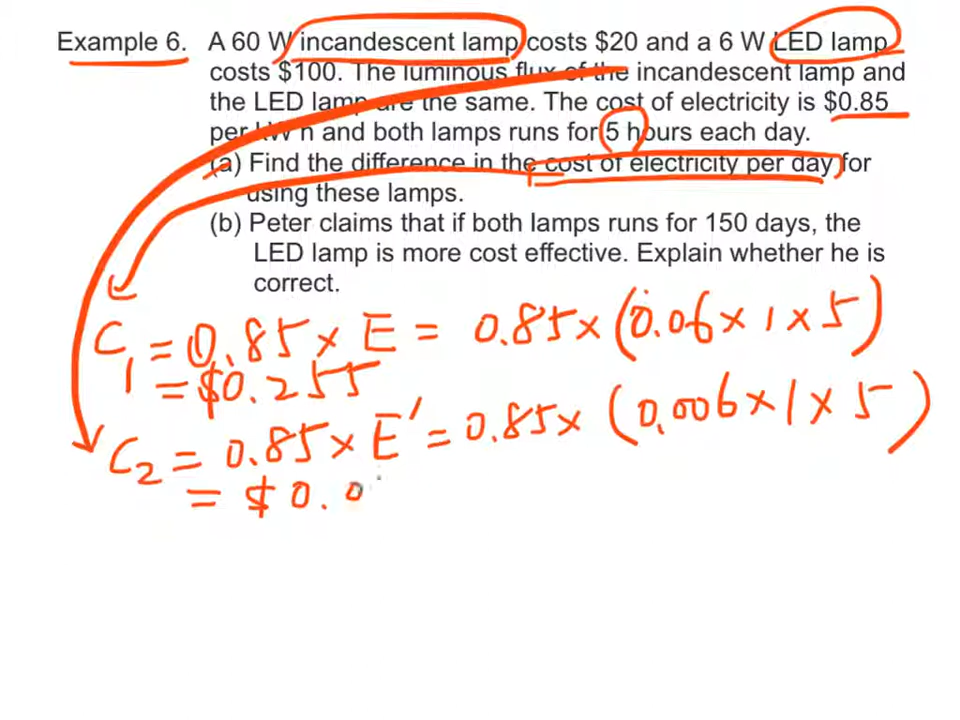 Example 6. A 60 W incandescent lamp costs $20 and a 6 W LED lamp
costs $100. The luminous flux of the incandescent lamp and
the LED lamp are the same. The cost of electricity is $0.85
per kW h and both lamps runs for 5 hours each day.
(a) Find the difference in the cost of electricity per day for
using these lamps.
(b) Peter claims that if both lamps runs for 150 days, the
LED lamp is more cost effective. Explain whether he is
correct.
C₁ = 0.85 × E = 0.85 × (0.06 × 1 × 5)
= $0.255
C₂ = 0.85 × E' = 0.85 × (0.006 × 1 × 5)
= $0.0